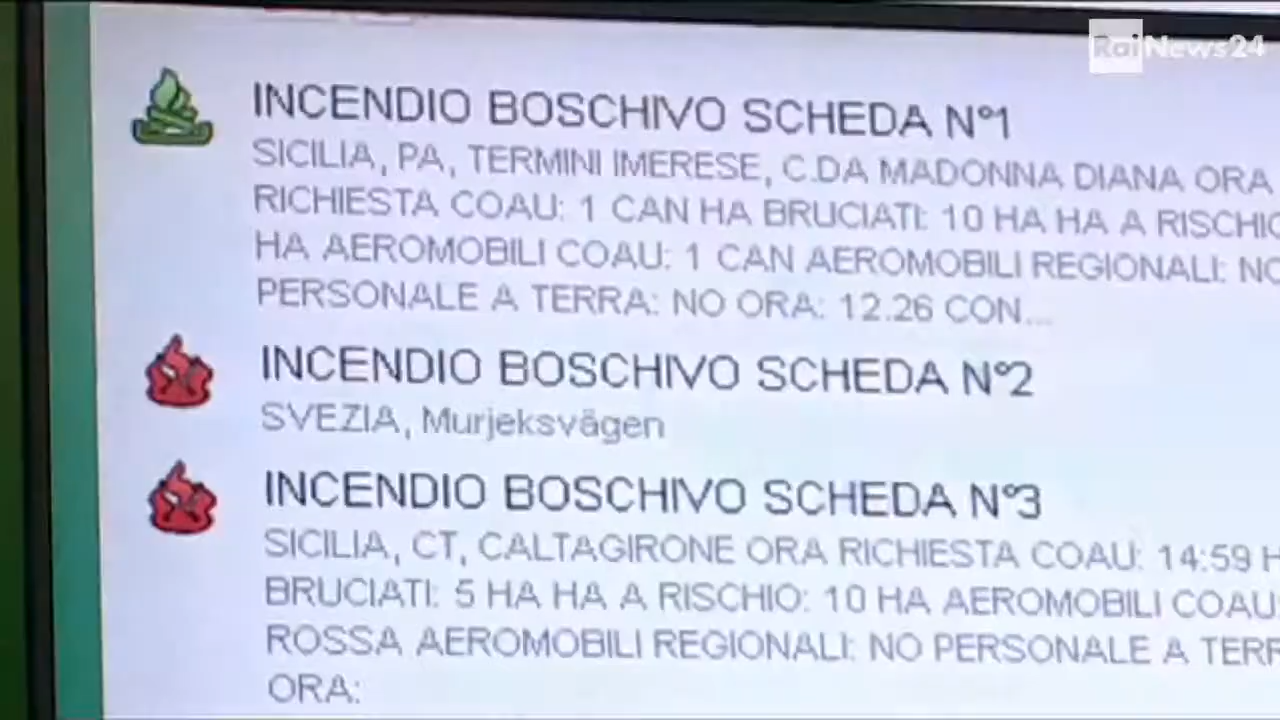 Rai News24
INCENDIO BOSCHIVO SCHEDA N°1
SICILIA, PA, TERMINI IMERESE, C.DA MADONNA DIANA ORA
RICHIESTA COAU: 1 CAN HA BRUCIATI: 10 HA HA A RISCHIO
HA AEROMOBILI COAU: 1 CAN AEROMOBILI REGIONALI: NO
PERSONALE A TERRA: NO ORA: 12.26 CON...
INCENDIO BOSCHIVO SCHEDA N°2
SVEZIA, Murjeksvägen
INCENDIO BOSCHIVO SCHEDA N°3
SICILIA, CT, CALTAGIRONE ORA RICHIESTA COAU: 14:59 H
BRUCIATI: 5 HA HA A RISCHIO: 10 HA AEROMOBILI COAU:
ROSSA AEROMOBILI REGIONALI: NO PERSONALE A TERR
ORA: